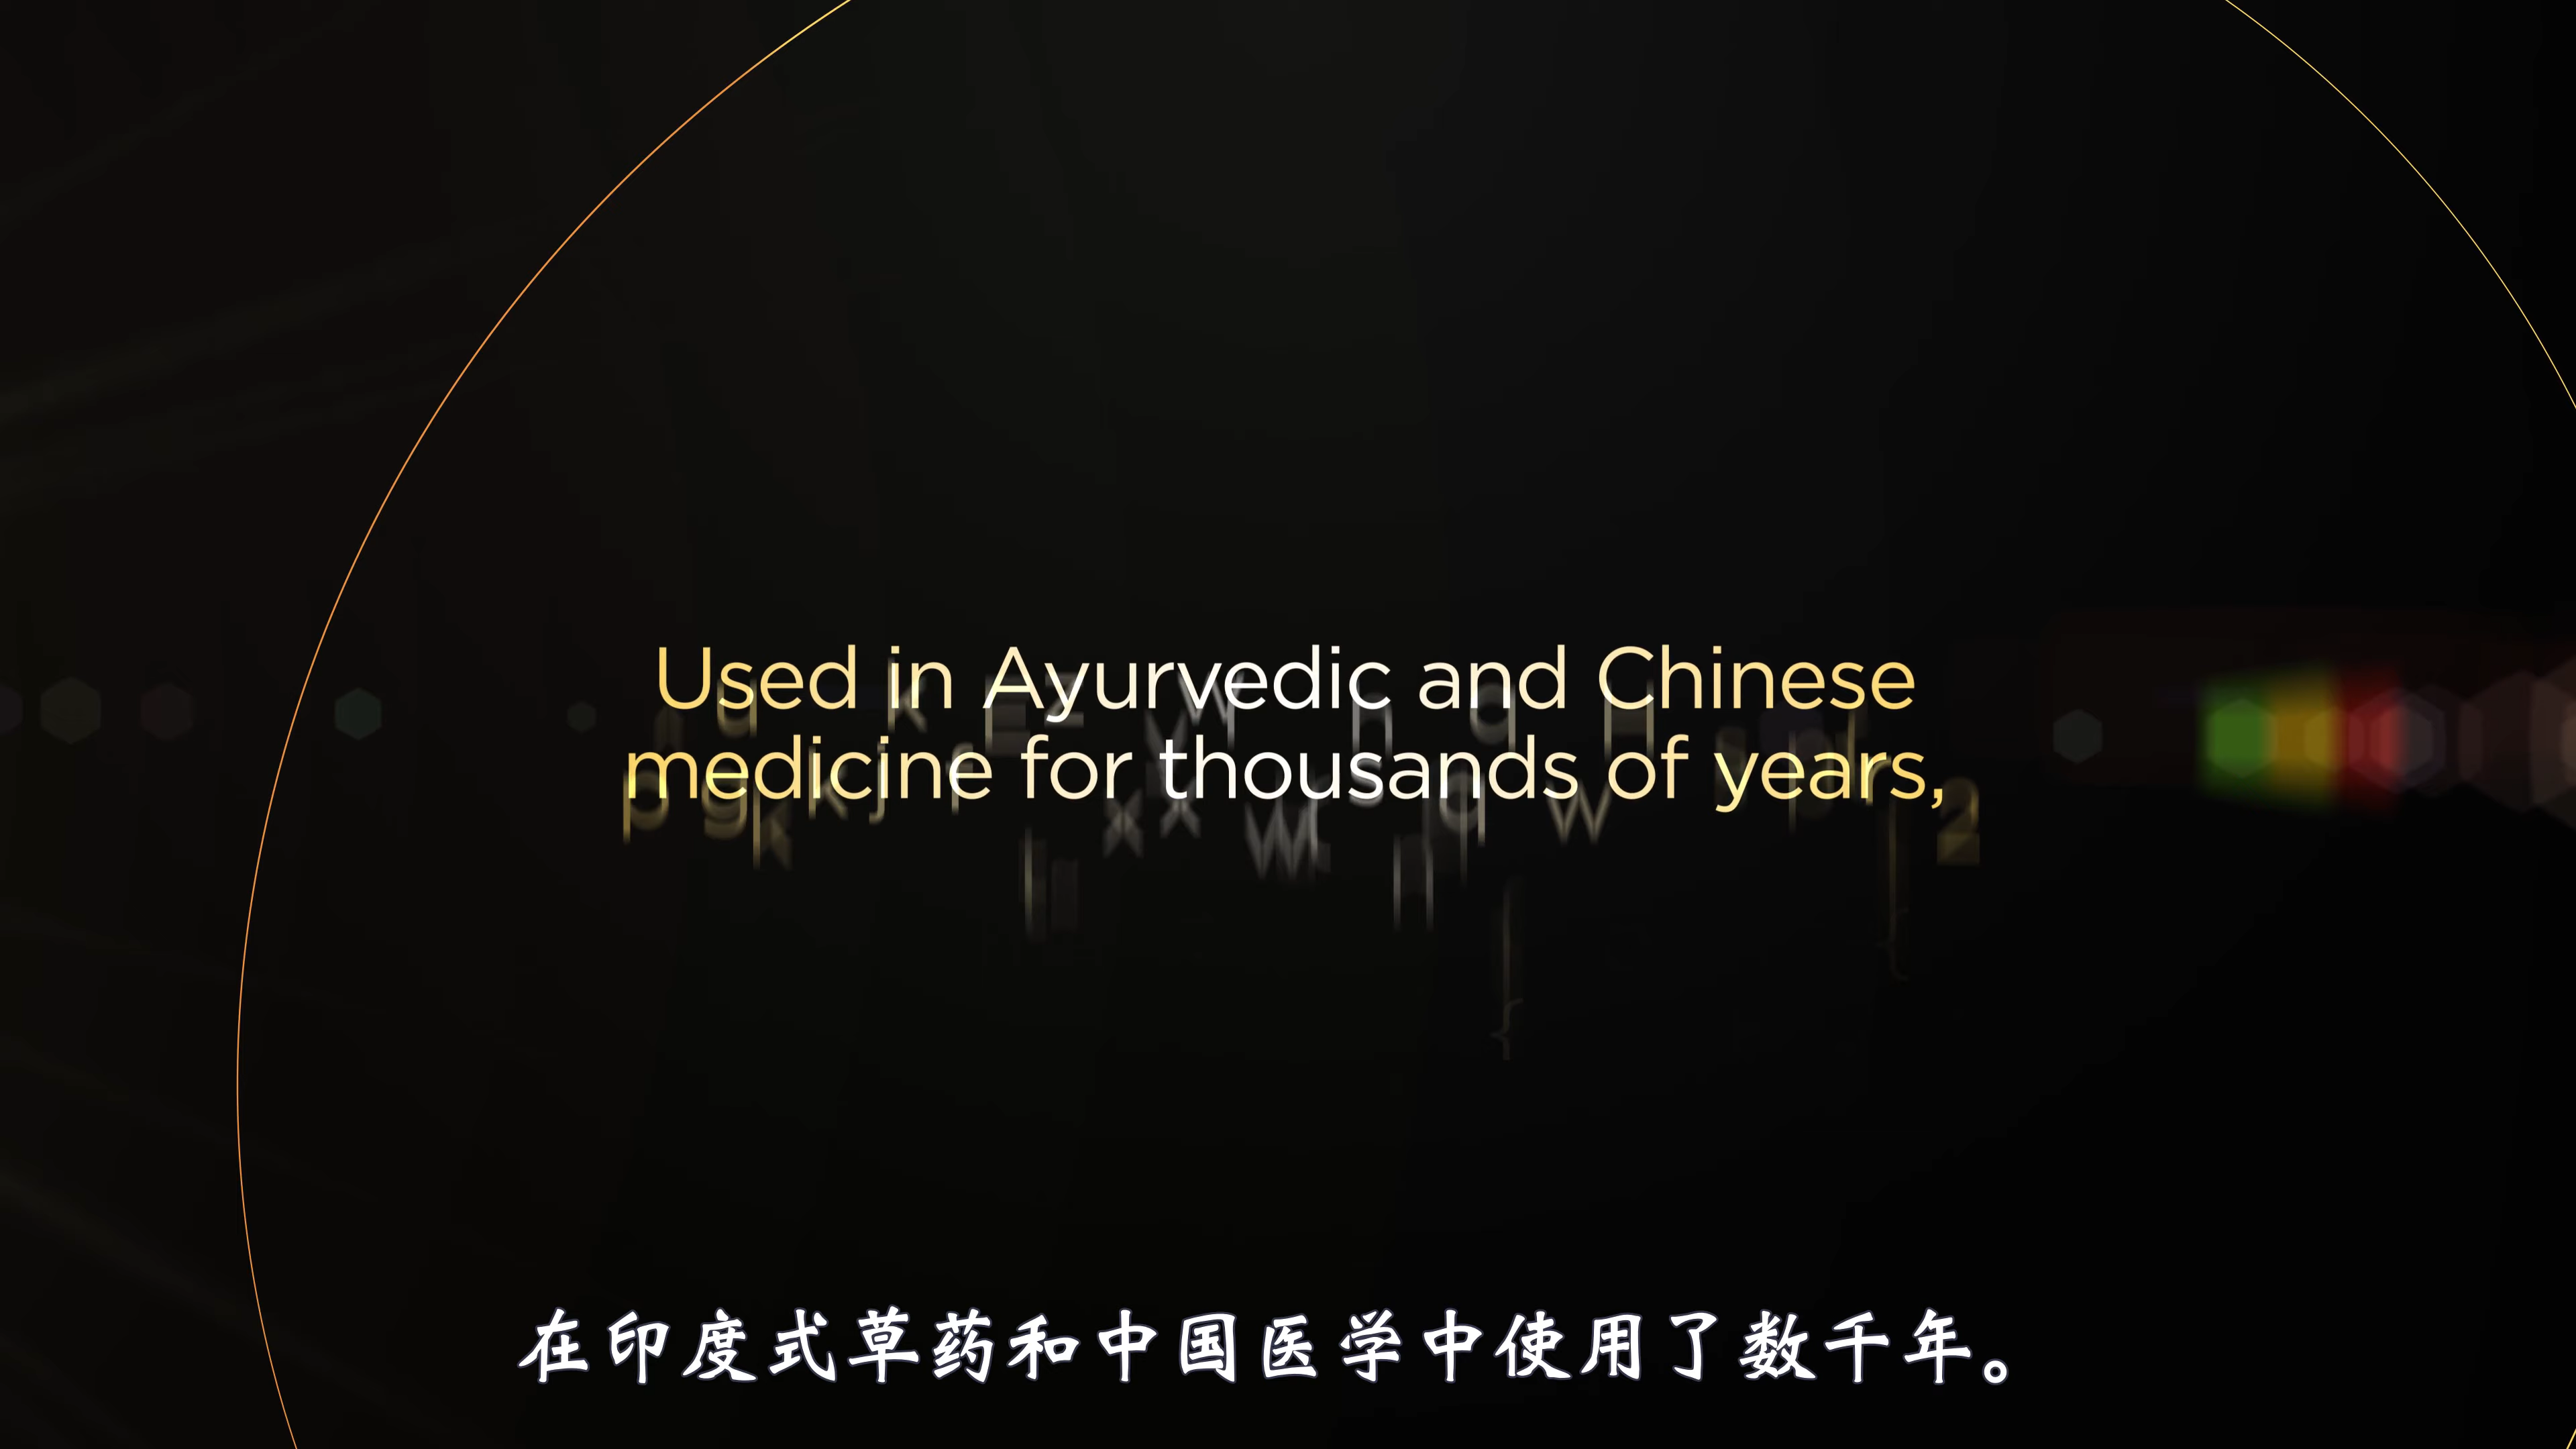 Used in Ayurvedic and Chinese
medicine for thousands of years,
在印度式草药和中国医学中使用了数千年。